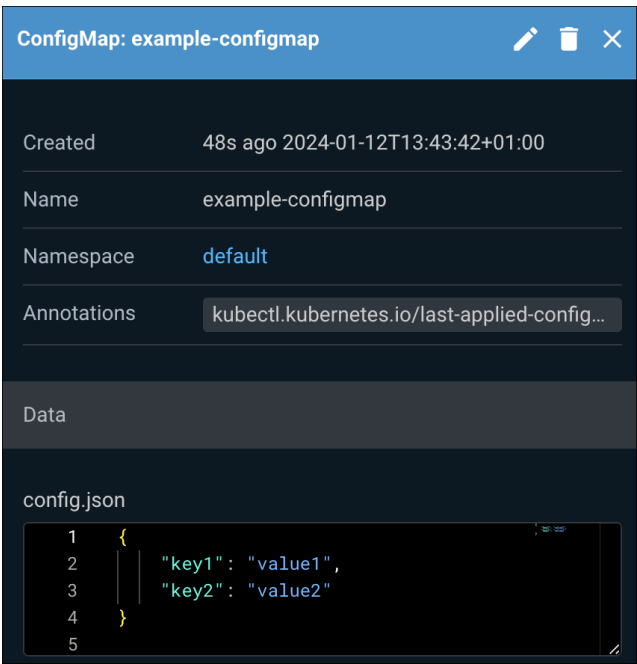 ConfigMap: example-configmap
Created 48s ago 2024-01-12T13:43:42+01:00
Name example-configmap
Namespace default
Annotations kubectl.kubernetes.io/last-applied-config...
Data
config.json
1 {
2 "key1": "value1",
3 "key2": "value2"
4 }
5